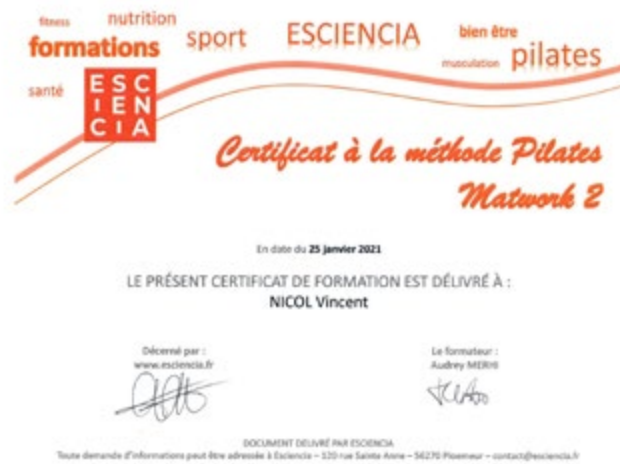 fitness
nutrition
formations
sport
ESCIENCIA
bien être
musculation
pilates
santé
ESC
IEN
CIA
Certificat à la méthode Pilates
Matwork 2
En date du 25 janvier 2021
LE PRÉSENT CERTIFICAT DE FORMATION EST DÉLIVRÉ À :
NICOL Vincent
Décerné par :
www.esciencia.fr
Le formateur :
Audrey MERHI
DOCUMENT DELIVRÉ PAR ESCIENCIA
Toute demande d'informations peut être adressée à Esciencia – 120 rue Sainte Anne – 56270 Ploemeur – contact@esciencia.fr